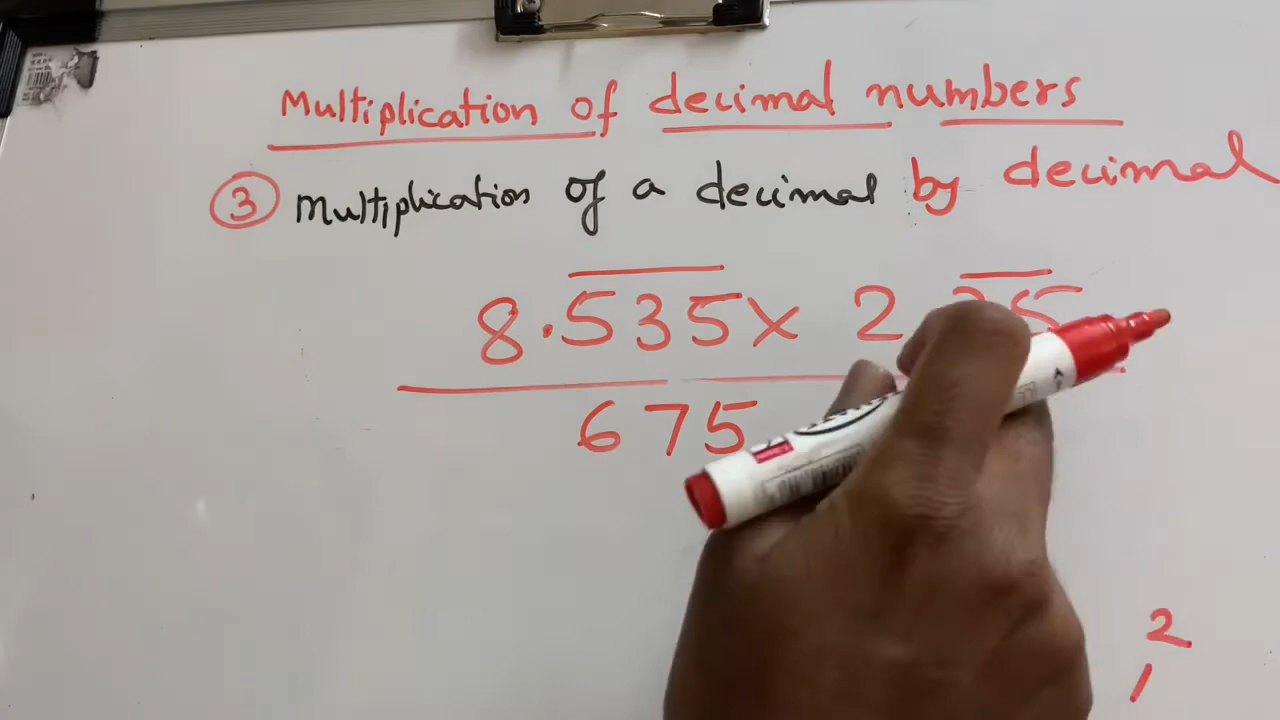 Multiplication of decimal numbers
3 Multiplication of a decimal by decimal
8.535 x 2
675
2
1